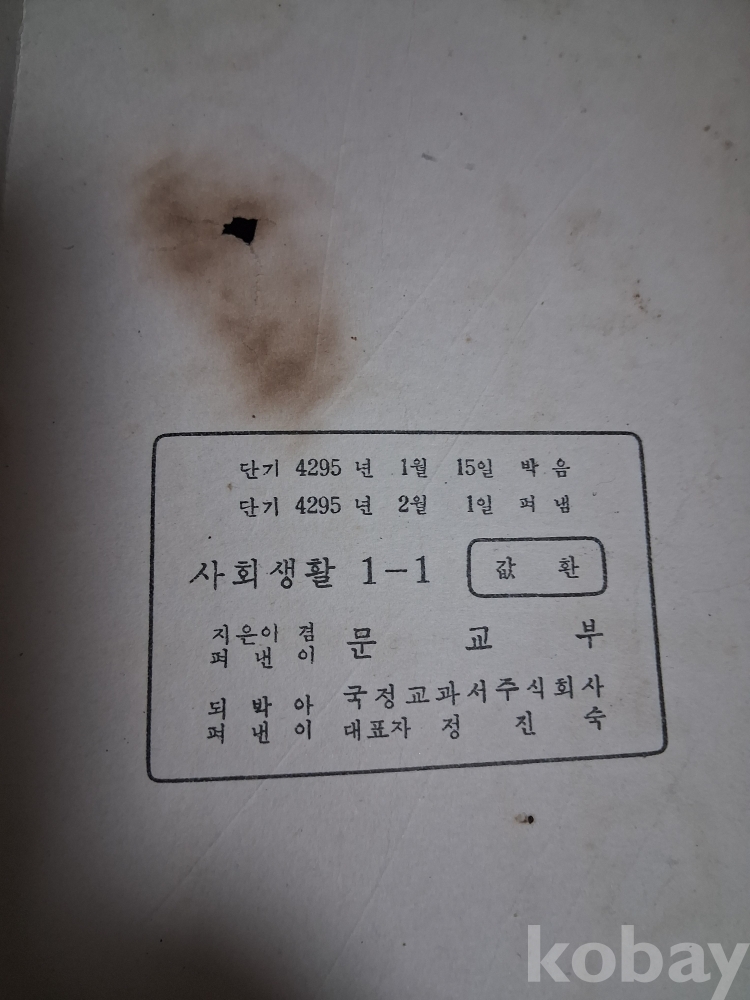 단기 4295 년 1월 15일 박음
단기 4295 년 2월 1일 펴냄
사회생활 1-1
값 환
지은이 겸
펴 낸 이
문 교 부
되 박 아
펴 낸 이
국정교과서주식회사
대표자 정 진 숙
kobay